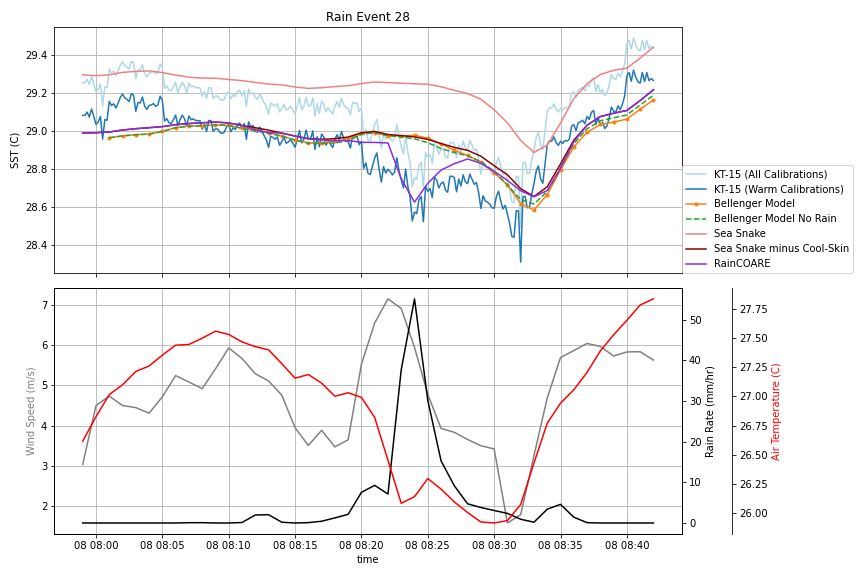 Rain Event 28
SST (C)
29.4
29.2
29.0
28.8
28.6
28.4
KT-15 (All Calibrations)
KT-15 (Warm Calibrations)
Bellenger Model
Bellenger Model No Rain
Sea Snake
Sea Snake minus Cool-Skin
RainCOARE
Wind Speed (m/s)
7
6
5
4
3
2
50
40
30
20
10
0
Rain Rate (mm/hr)
27.75
27.50
27.25
27.00
26.75
26.50
26.25
26.00
Air Temperature (C)
08 08:00 08 08:05 08 08:10 08 08:15 08 08:20 08 08:25 08 08:30 08 08:35 08 08:40
time